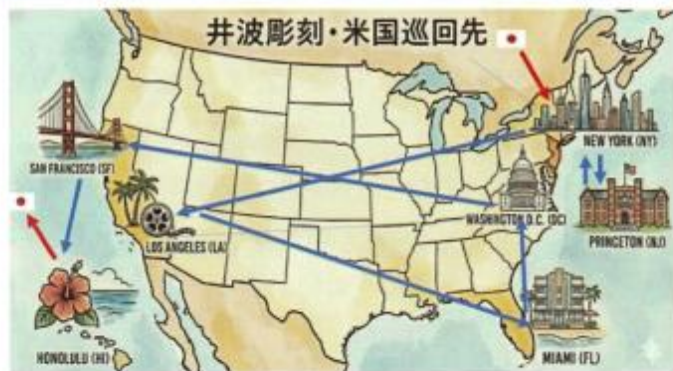 井波彫刻・米国巡回先
NEW YORK (NY)
SAN FRANCISCO (SF)
WASHINGTON D.C. (DC)
PRINCETON (NJ)
LOS ANGELES (LA)
HONOLULU (HI)
MIAMI (FL)